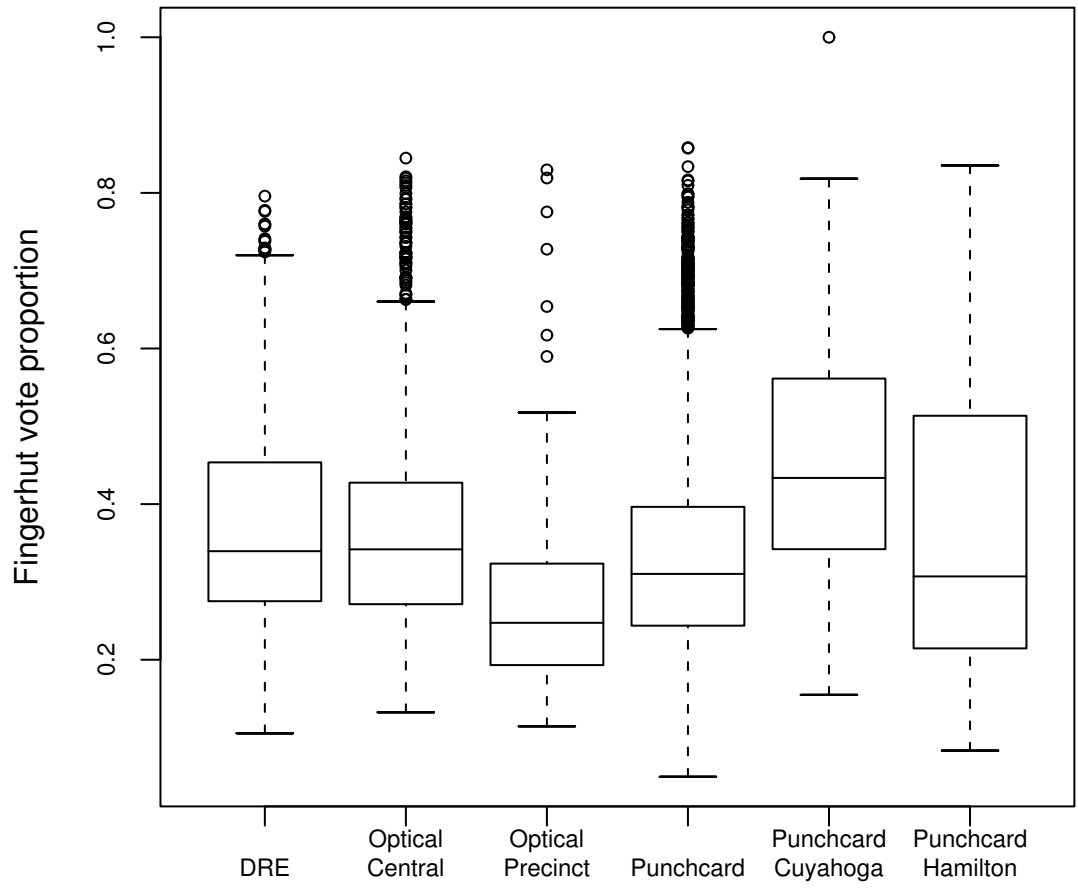 Fingerhut vote proportion
1.0
0.8
0.6
0.4
0.2
DRE
Optical
Central
Optical
Precinct
Punchcard
Punchcard
Cuyahoga
Punchcard
Hamilton